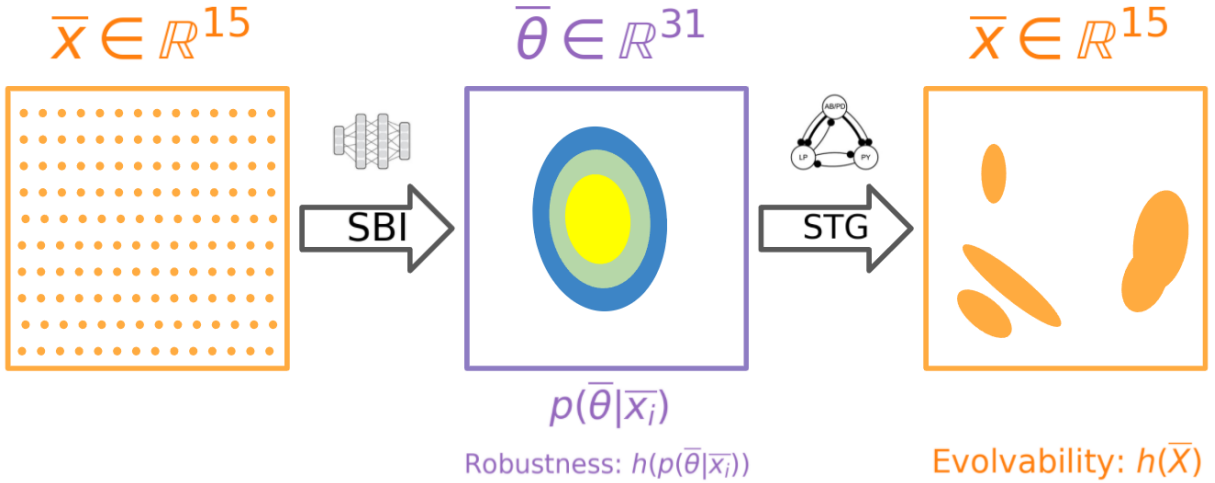 x̅ ∈ ℝ¹⁵
θ̅ ∈ ℝ³¹
x̅ ∈ ℝ¹⁵
SBI
AB/PD
LP
PY
STG
p(θ̅|x̅ᵢ)
Robustness: h(p(θ̅|x̅ᵢ))
Evolvability: h(X̅)